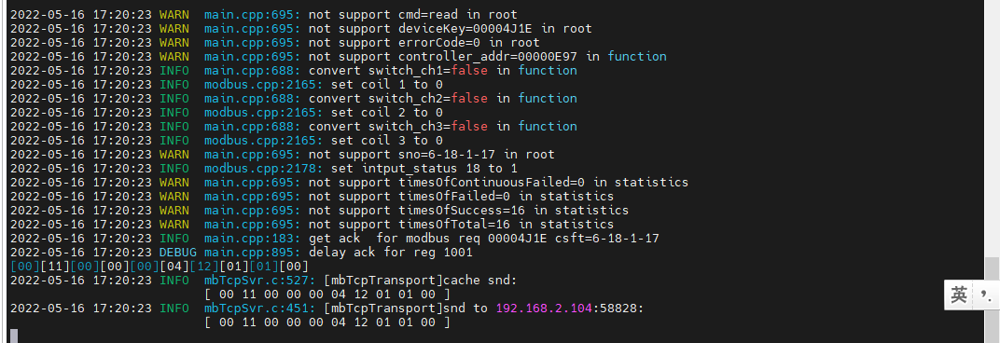 2022-05-16 17:20:23 WARN main.cpp:695: not support cmd=read in root
2022-05-16 17:20:23 WARN main.cpp:695: not support deviceKey=00004J1E in root
2022-05-16 17:20:23 WARN main.cpp:695: not support errorCode=0 in root
2022-05-16 17:20:23 WARN main.cpp:695: not support controller_addr=00000E97 in function
2022-05-16 17:20:23 INFO main.cpp:688: convert switch_ch1=false in function
2022-05-16 17:20:23 INFO modbus.cpp:2165: set coil 1 to 0
2022-05-16 17:20:23 INFO main.cpp:688: convert switch_ch2=false in function
2022-05-16 17:20:23 INFO modbus.cpp:2165: set coil 2 to 0
2022-05-16 17:20:23 INFO main.cpp:688: convert switch_ch3=false in function
2022-05-16 17:20:23 INFO modbus.cpp:2165: set coil 3 to 0
2022-05-16 17:20:23 WARN main.cpp:695: not support sno=6-18-1-17 in root
2022-05-16 17:20:23 INFO modbus.cpp:2178: set intput_status 18 to 1
2022-05-16 17:20:23 WARN main.cpp:695: not support timesOfContinuousFailed=0 in statistics
2022-05-16 17:20:23 WARN main.cpp:695: not support timesOfFailed=0 in statistics
2022-05-16 17:20:23 WARN main.cpp:695: not support timesOfSuccess=16 in statistics
2022-05-16 17:20:23 WARN main.cpp:695: not support timesOfTotal=16 in statistics
2022-05-16 17:20:23 INFO main.cpp:183: get ack  for modbus req 00004J1E csft=6-18-1-17
2022-05-16 17:20:23 DEBUG main.cpp:895: delay ack for reg 1001
[00][11][00][00][00][04][12][01][01][00]
2022-05-16 17:20:23 INFO mbTcpSvr.c:527: [mbTcpTransport]cache snd:
[ 00 11 00 00 00 04 12 01 01 00 ]
2022-05-16 17:20:23 INFO mbTcpSvr.c:451: [mbTcpTransport]snd to 192.168.2.104:58828:
[ 00 11 00 00 00 04 12 01 01 00 ]
英